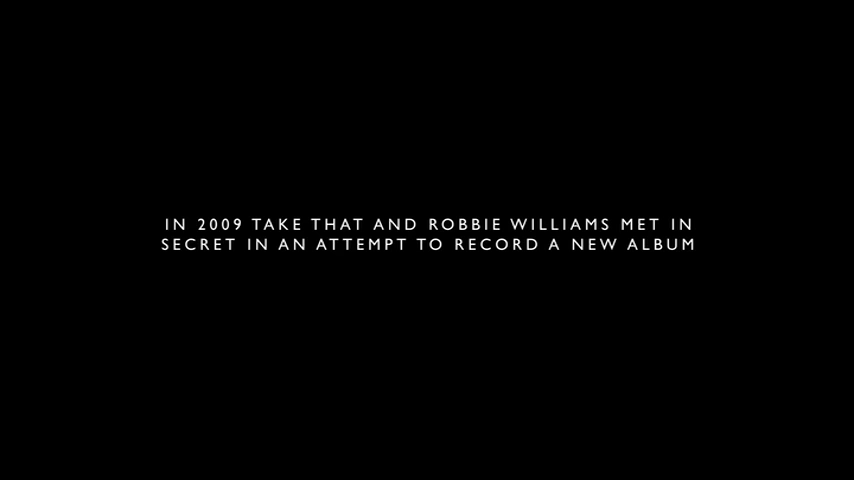 IN 2009 TAKE THAT AND ROBBIE WILLIAMS MET IN
SECRET IN AN ATTEMPT TO RECORD A NEW ALBUM